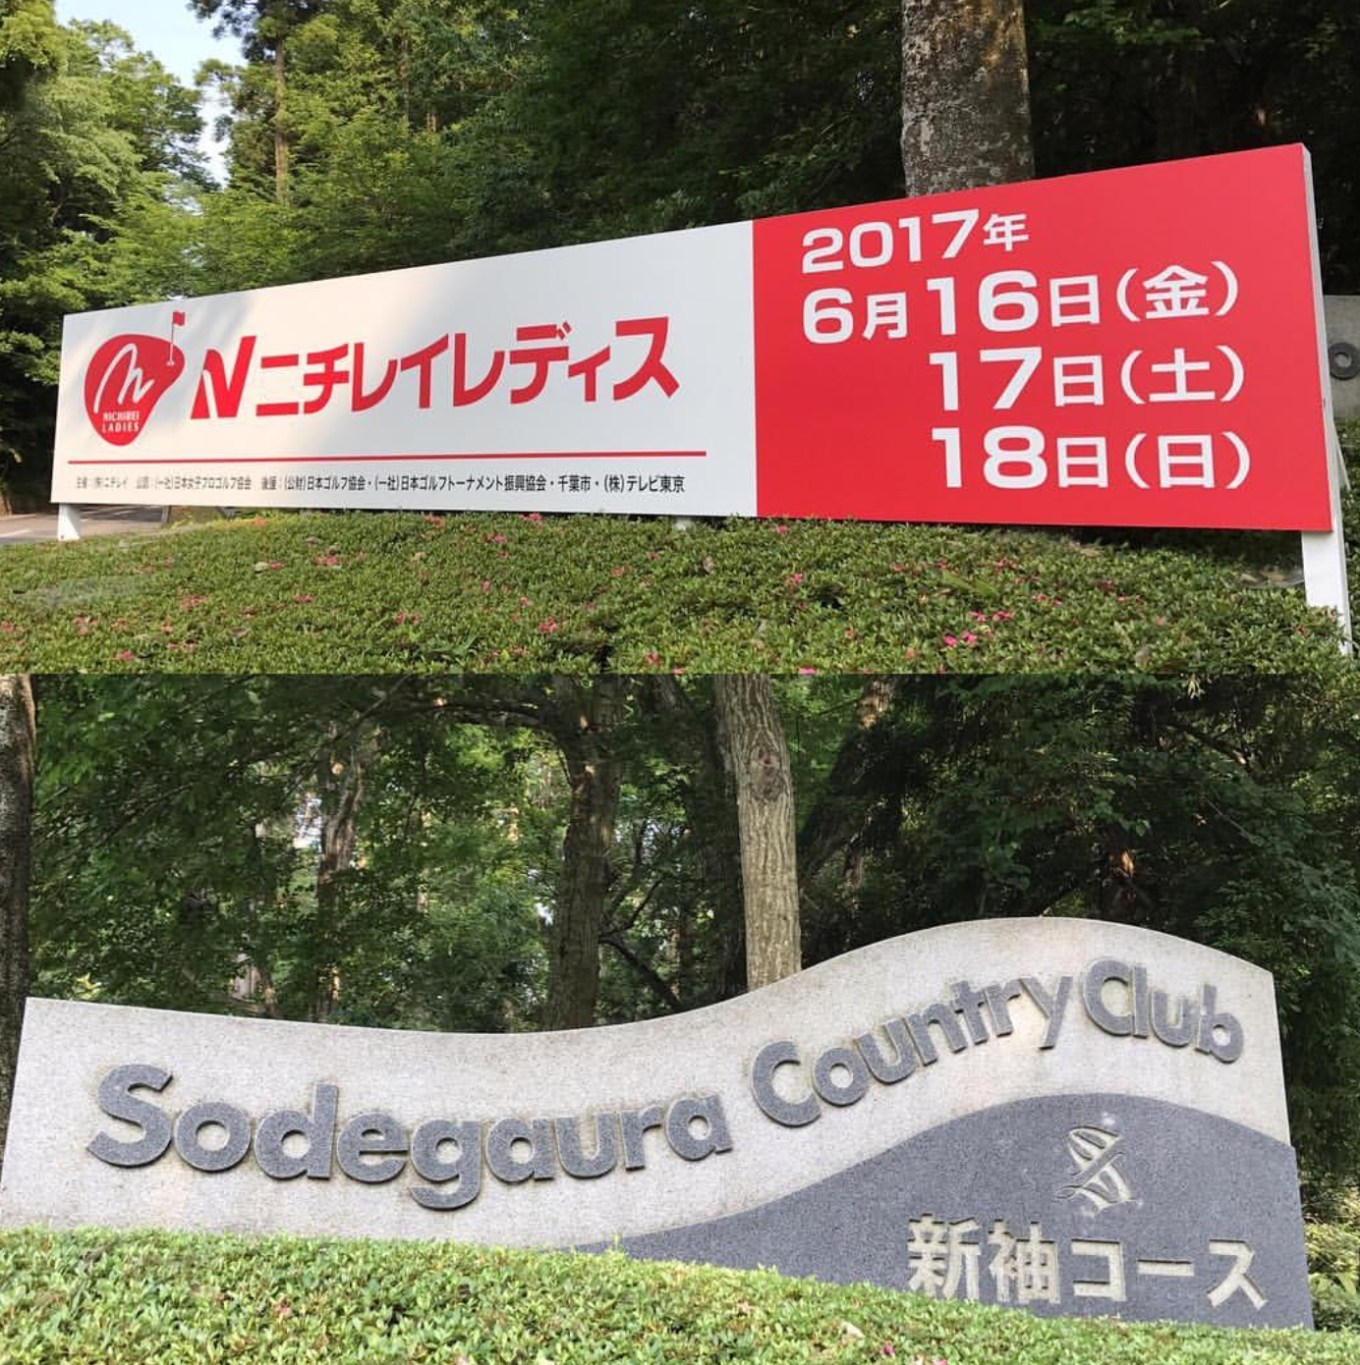 NICHIREI
LADIES
ニチレイレディス
主催:(株)ニチレイ 公認:(一社)日本女子プロゴルフ協会 後援:(公財)日本ゴルフ協会・(一社)日本ゴルフトーナメント振興協会・千葉市・(株)テレビ東京
2017年
6月16日(金)
17日(土)
18日(日)
Sodegaura Country Club
新袖コース